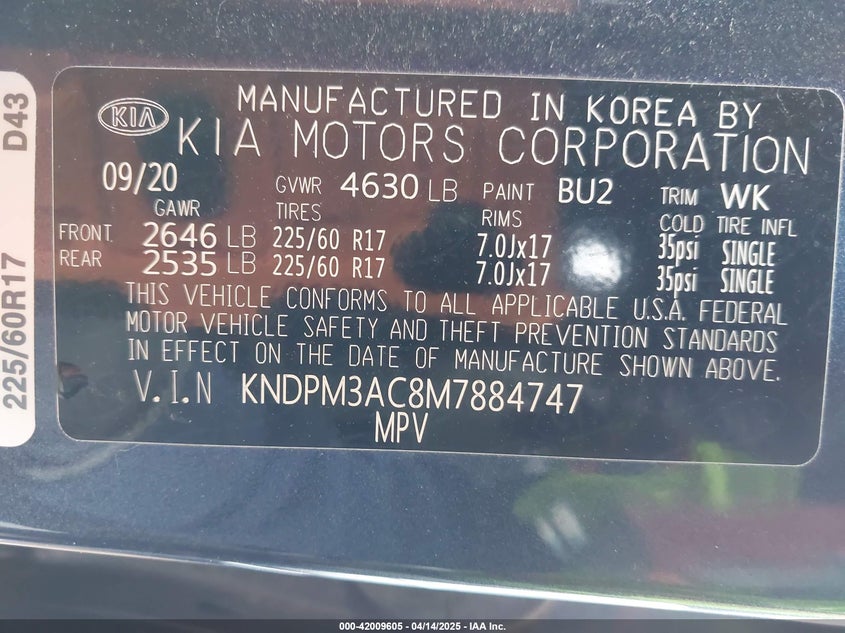 225/60R17 D43
KIA MANUFACTURED IN KOREA BY
KIA MOTORS CORPORATION
09/20 GVWR 4630 LB PAINT BU2 TRIM WK
GAWR TIRES RIMS COLD TIRE INFL
FRONT 2646 LB 225/60 R17 7.0Jx17 35psi SINGLE
REAR 2535 LB 225/60 R17 7.0Jx17 35psi SINGLE
THIS VEHICLE CONFORMS TO ALL APPLICABLE U.S.A. FEDERAL
MOTOR VEHICLE SAFETY AND THEFT PREVENTION STANDARDS
IN EFFECT ON THE DATE OF MANUFACTURE SHOWN ABOVE.
V.I.N KNDPM3AC8M7884747
MPV
000-42009605 - 04/14/2025 - IAA Inc.